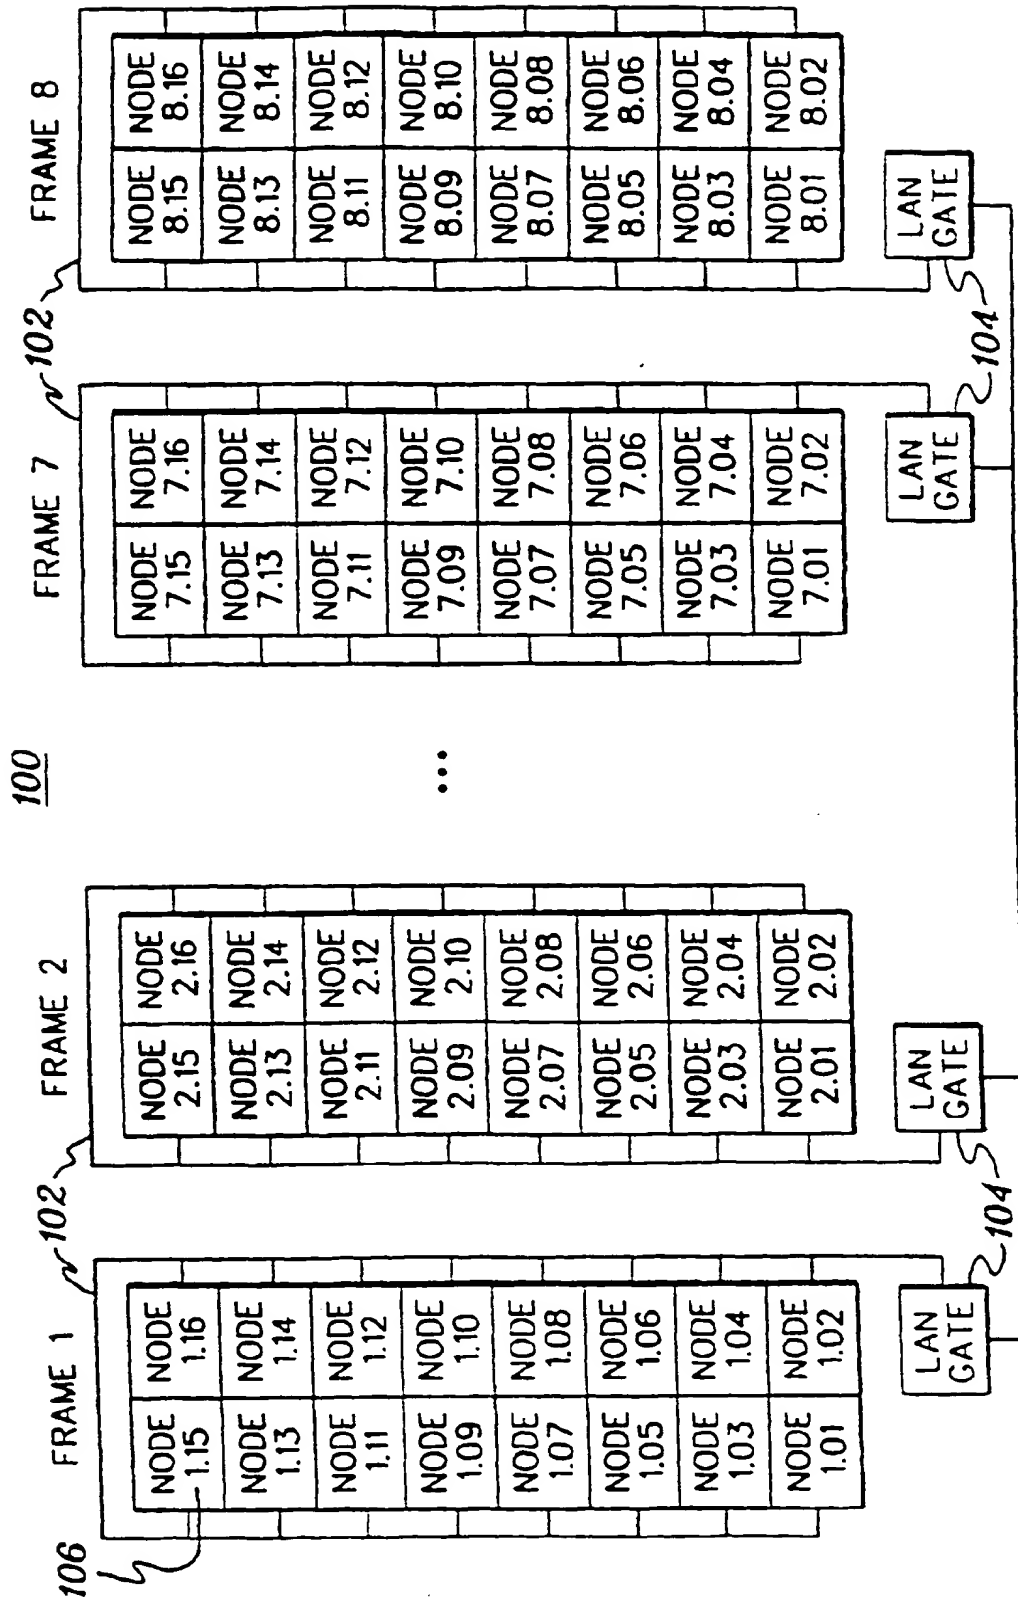 100
FRAME 1
102
FRAME 2
102
FRAME 7
FRAME 8
102
106
NODE
1.15
NODE
1.16
NODE
1.13
NODE
1.14
NODE
1.11
NODE
1.12
NODE
1.09
NODE
1.10
NODE
1.07
NODE
1.08
NODE
1.05
NODE
1.06
NODE
1.03
NODE
1.04
NODE
1.01
NODE
1.02
LAN
GATE
104
NODE
2.15
NODE
2.16
NODE
2.13
NODE
2.14
NODE
2.11
NODE
2.12
NODE
2.09
NODE
2.10
NODE
2.07
NODE
2.08
NODE
2.05
NODE
2.06
NODE
2.03
NODE
2.04
NODE
2.01
NODE
2.02
LAN
GATE
...
NODE
7.15
NODE
7.16
NODE
7.13
NODE
7.14
NODE
7.11
NODE
7.12
NODE
7.09
NODE
7.10
NODE
7.07
NODE
7.08
NODE
7.05
NODE
7.06
NODE
7.03
NODE
7.04
NODE
7.01
NODE
7.02
LAN
GATE
104
NODE
8.15
NODE
8.16
NODE
8.13
NODE
8.14
NODE
8.11
NODE
8.12
NODE
8.09
NODE
8.10
NODE
8.07
NODE
8.08
NODE
8.05
NODE
8.06
NODE
8.03
NODE
8.04
NODE
8.01
NODE
8.02
LAN
GATE